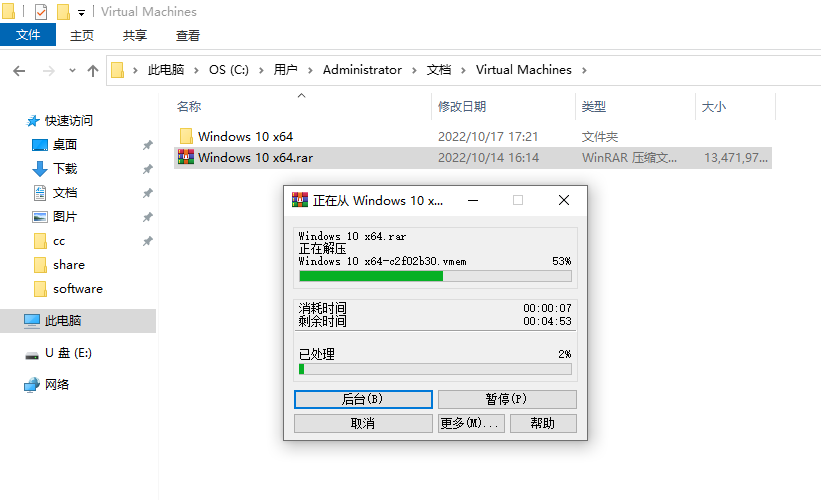 Virtual Machines
文件 主页 共享 查看
此电脑 OS (C:) 用户 Administrator 文档 Virtual Machines
名称 修改日期 类型 大小
快速访问
桌面
下载
文档
图片
cc
share
software
此电脑
U 盘 (E:)
网络
Windows 10 x64 2022/10/17 17:21 文件夹
Windows 10 x64.rar 2022/10/14 16:14 WinRAR 压缩文... 13,471,97...
正在从 Windows 10 x...
Windows 10 x64.rar
正在解压
Windows 10 x64-c2f02b30.vmem 53%
消耗时间 00:00:07
剩余时间 00:04:53
已处理 2%
后台(B) 暂停(P)
取消 更多(M)... 帮助